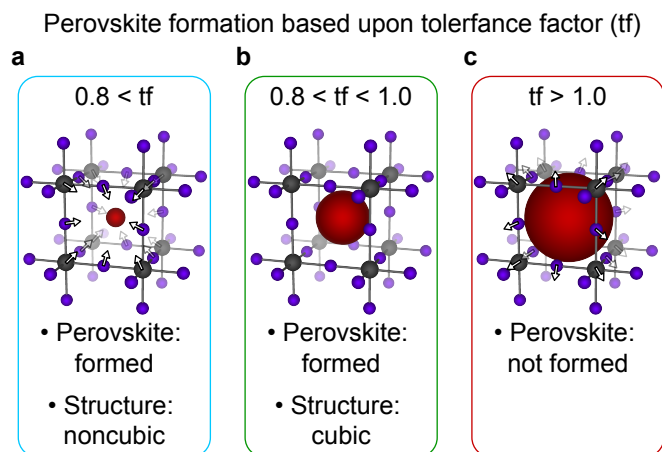 Perovskite formation based upon tolerfance factor (tf)
a
0.8 < tf
• Perovskite:
formed
• Structure:
noncubic
b
0.8 < tf < 1.0
• Perovskite:
formed
• Structure:
cubic
c
tf > 1.0
• Perovskite:
not formed